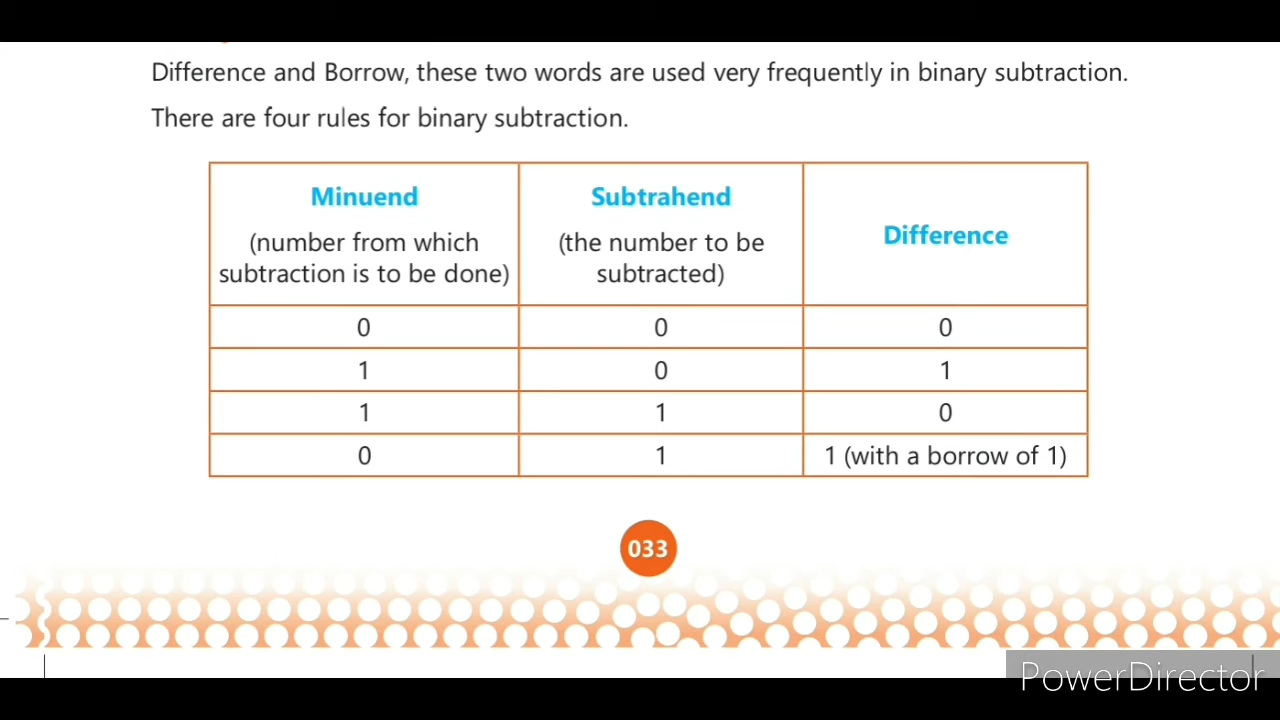 Difference and Borrow, these two words are used very frequently in binary subtraction.
There are four rules for binary subtraction.
Minuend
(number from which
subtraction is to be done)
Subtrahend
(the number to be
subtracted)
Difference
0 0 0
1 0 1
1 1 0
0 1 1 (with a borrow of 1)
033
PowerDirector